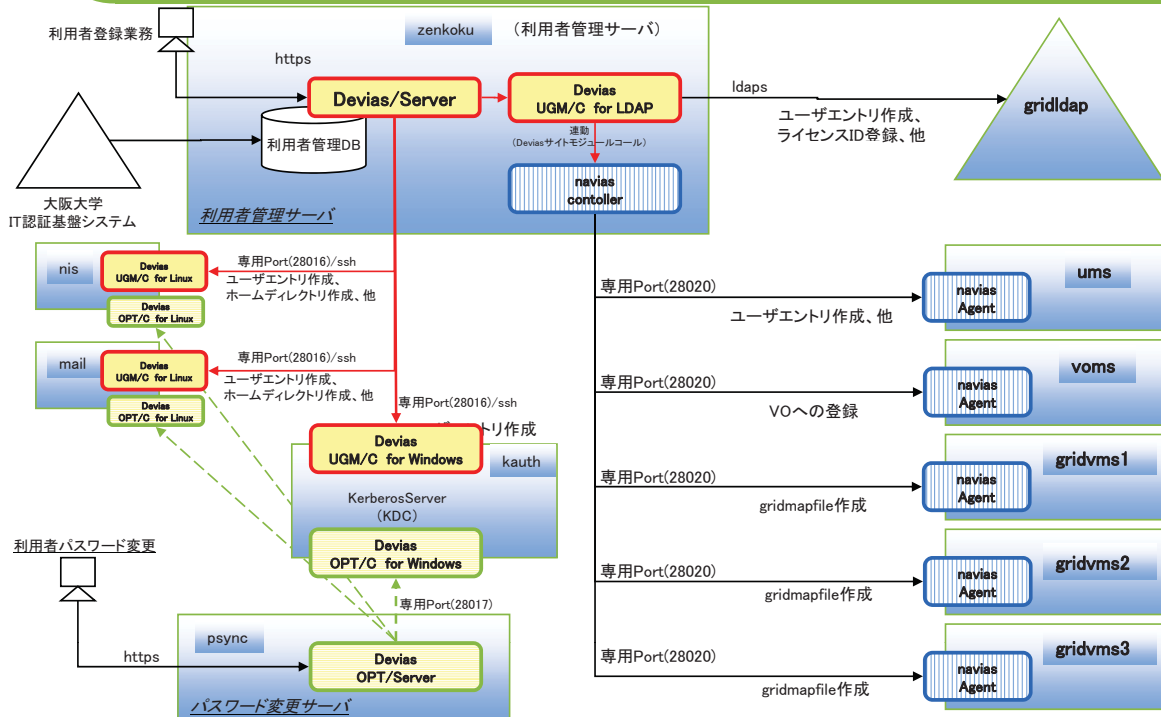 利用者登録業務
zenkoku
(利用者管理サーバ)
https
Devias/Server
Devias
UGM/C for LDAP
ldaps
ユーザエントリ作成、
ライセンスID登録、他
gridldap
利用者管理DB
連動
(Deviasサイトモジュールコール)
navias
contoller
大阪大学
IT認証基盤システム
利用者管理サーバ
nis
Devias
UGM/C for Linux
専用Port(28016)/ssh
ユーザエントリ作成、
ホームディレクトリ作成、他
Devias
OPT/C for Linux
mail
Devias
UGM/C for Linux
専用Port(28016)/ssh
ユーザエントリ作成、
ホームディレクトリ作成、他
Devias
OPT/C for Linux
専用Port(28016)/ssh
ントリ作成
Devias
UGM/C for Windows
kauth
KerberosServer
(KDC)
Devias
OPT/C for Windows
専用Port(28017)
利用者パスワード変更
https
psync
Devias
OPT/Server
パスワード変更サーバ
専用Port(28020)
ユーザエントリ作成、他
navias
Agent
ums
専用Port(28020)
VOへの登録
navias
Agent
voms
専用Port(28020)
gridmapfile作成
navias
Agent
gridvms1
専用Port(28020)
gridmapfile作成
navias
Agent
gridvms2
専用Port(28020)
gridmapfile作成
navias
Agent
gridvms3